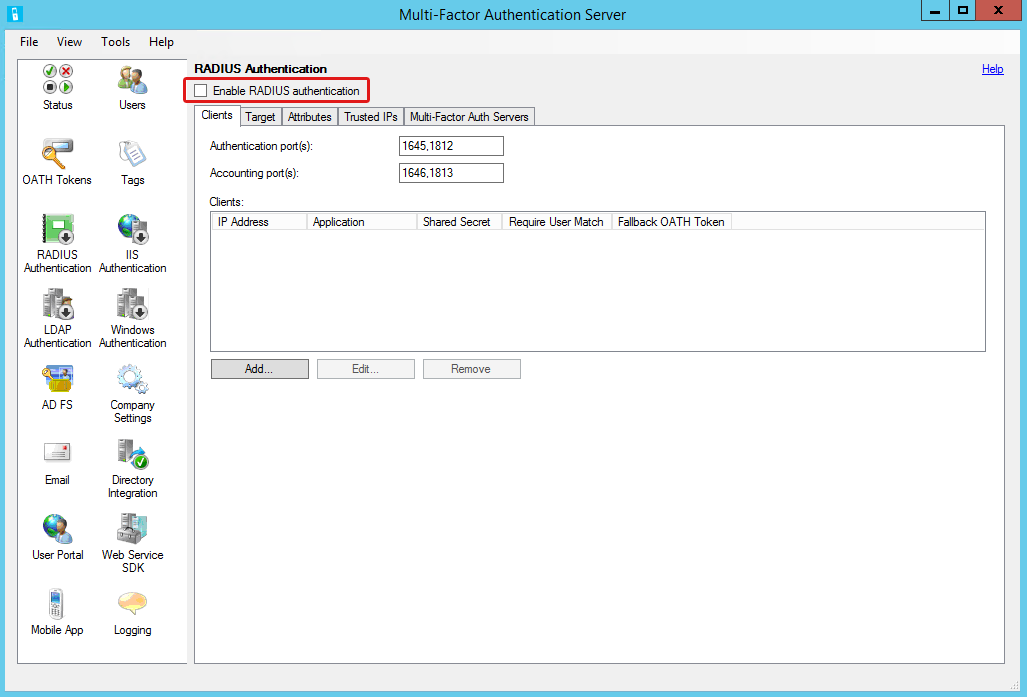 Multi-Factor Authentication Server
File View Tools Help
Status
Users
OATH Tokens
Tags
RADIUS
Authentication
IIS
Authentication
LDAP
Authentication
Windows
Authentication
AD FS
Company
Settings
Email
Directory
Integration
User Portal
Web Service
SDK
Mobile App
Logging
RADIUS Authentication
Help
Enable RADIUS authentication
Clients Target Attributes Trusted IPs Multi-Factor Auth Servers
Authentication port(s): 1645,1812
Accounting port(s): 1646,1813
Clients:
IP Address Application Shared Secret Require User Match Fallback OATH Token
Add... Edit... Remove